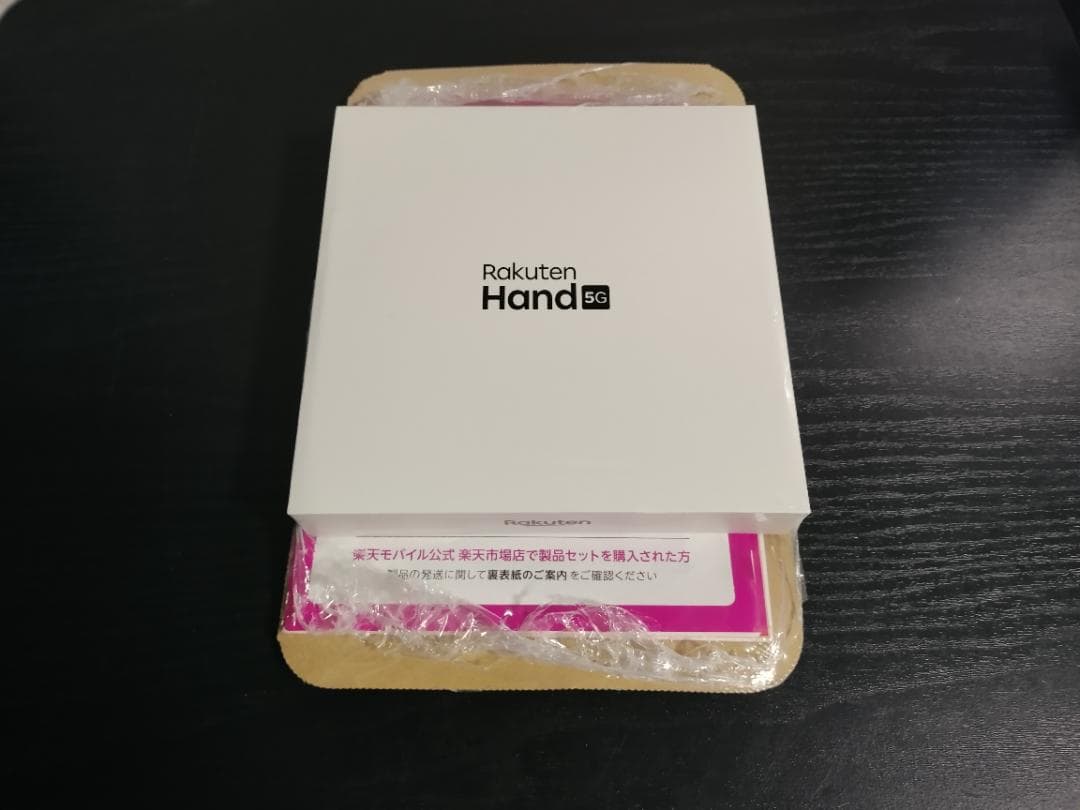 Rakuten
Hand 5G
Rakuten
楽天モバイル公式 楽天市場店で製品セットを購入された方
製品の発送に関して裏表紙のご案内をご確認ください